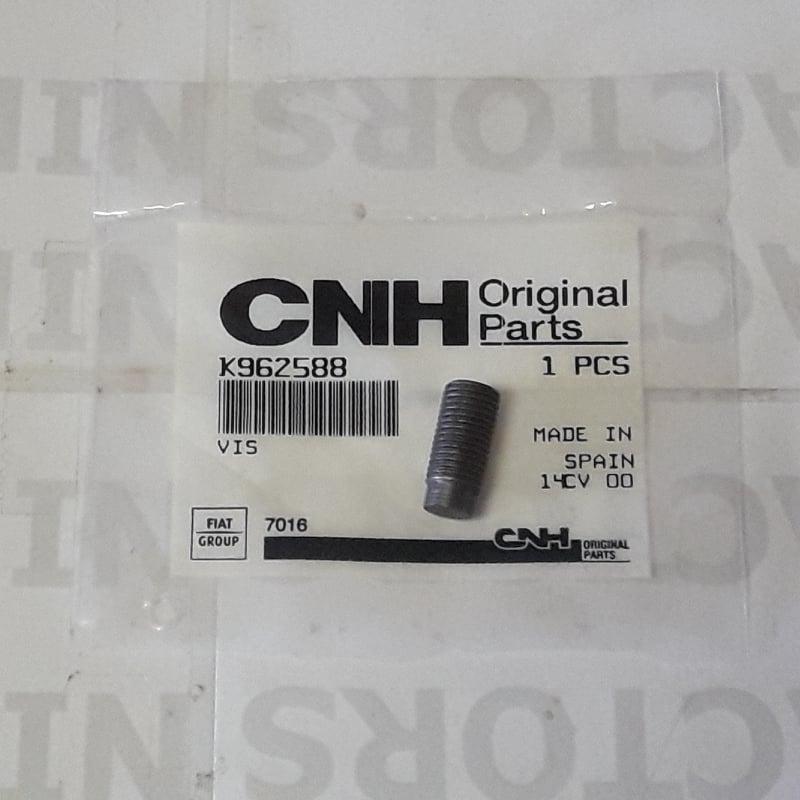 CNH Original
Parts
K962588 1 PCS
VIS
MADE IN
SPAIN
14CV 00
FIAT
GROUP
7016
CNH ORIGINAL
PARTS